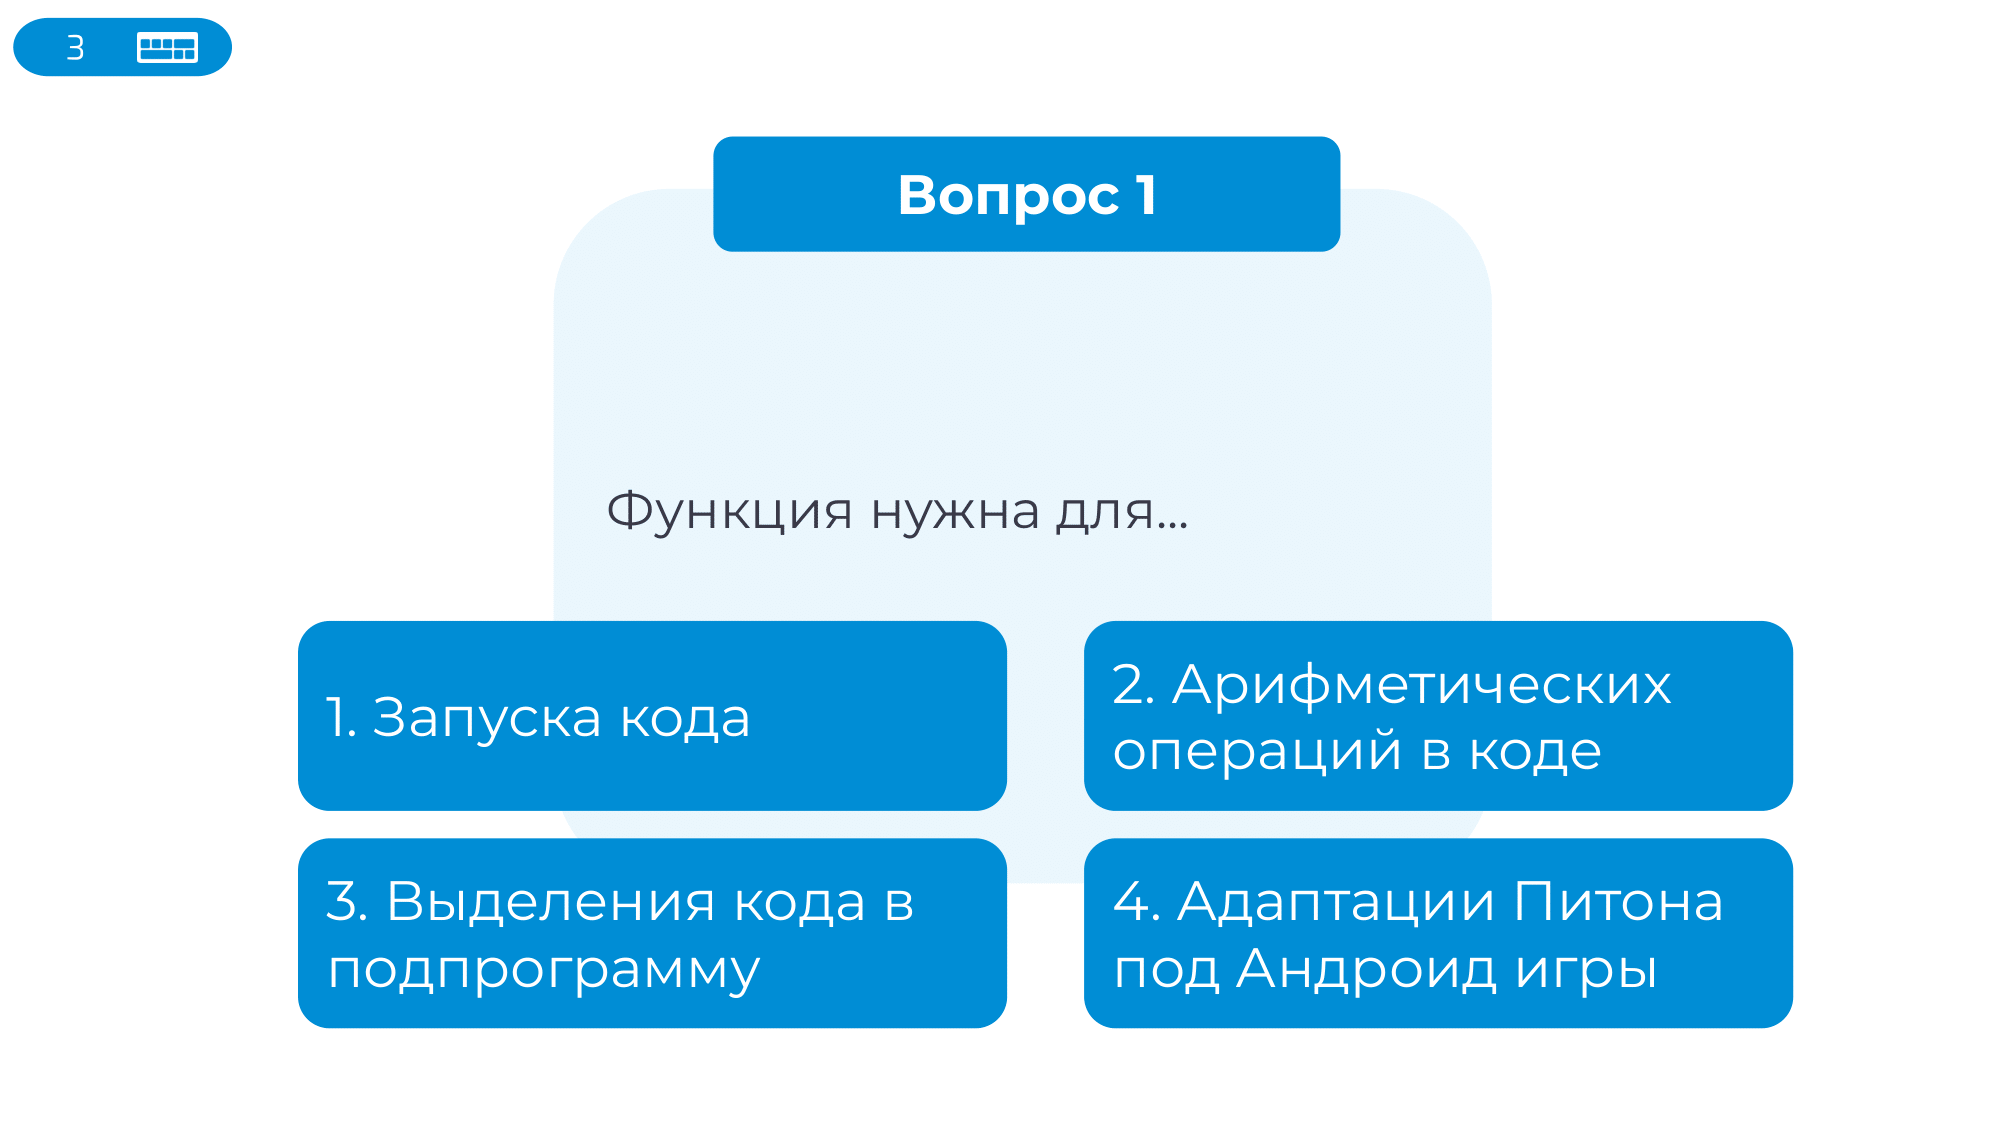 3
Вопрос 1
Функция нужна для...
1. Запуска кода
2. Арифметических
операций в коде
3. Выделения кода в
подпрограмму
4. Адаптации Питона
под Андроид игры